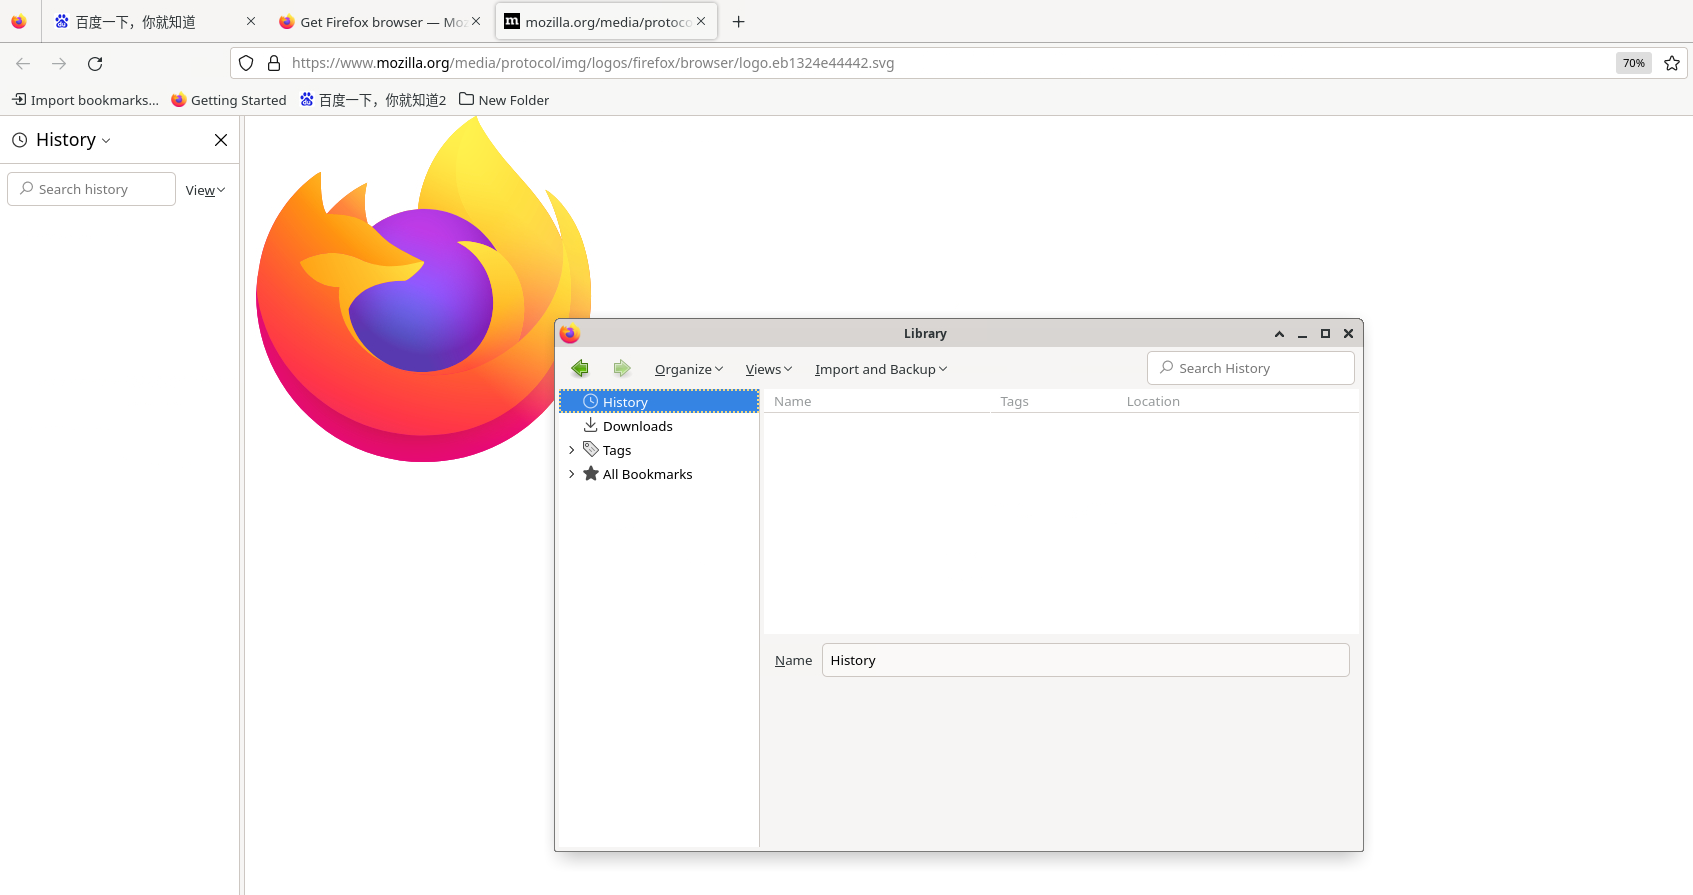 百度一下，你就知道
Get Firefox browser — Moz
mozilla.org/media/protoco
https://www.mozilla.org/media/protocol/img/logos/firefox/browser/logo.eb1324e44442.svg
70%
Import bookmarks...
Getting Started
百度一下，你就知道2
New Folder
History
Search history
View
Library
Organize
Views
Import and Backup
Search History
History
Downloads
Tags
All Bookmarks
Name
Tags
Location
Name
History